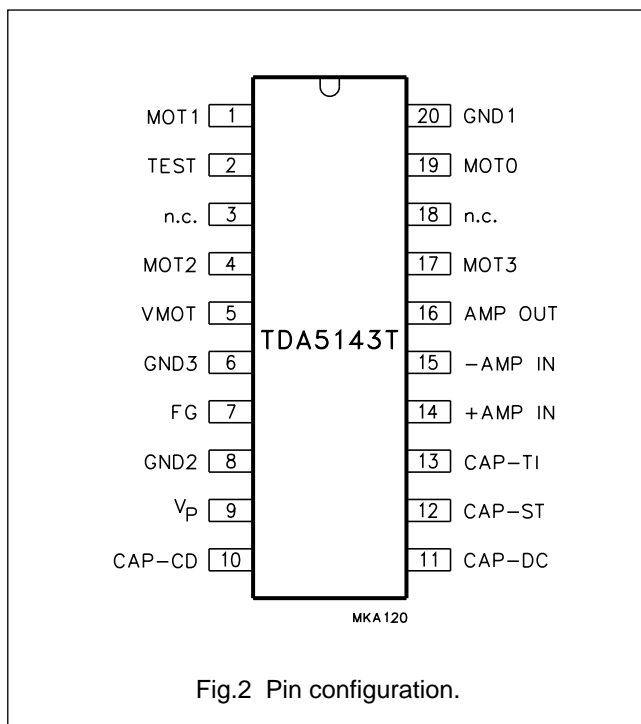 MOT1 1 20 GND1
TEST 2 19 MOT0
n.c. 3 18 n.c.
MOT2 4 17 MOT3
VMOT 5 16 AMP OUT
TDA5143T
GND3 6 15 −AMP IN
FG 7 14 +AMP IN
GND2 8 13 CAP−TI
VP 9 12 CAP−ST
CAP−CD 10 11 CAP−DC
MKA120
Fig.2 Pin configuration.